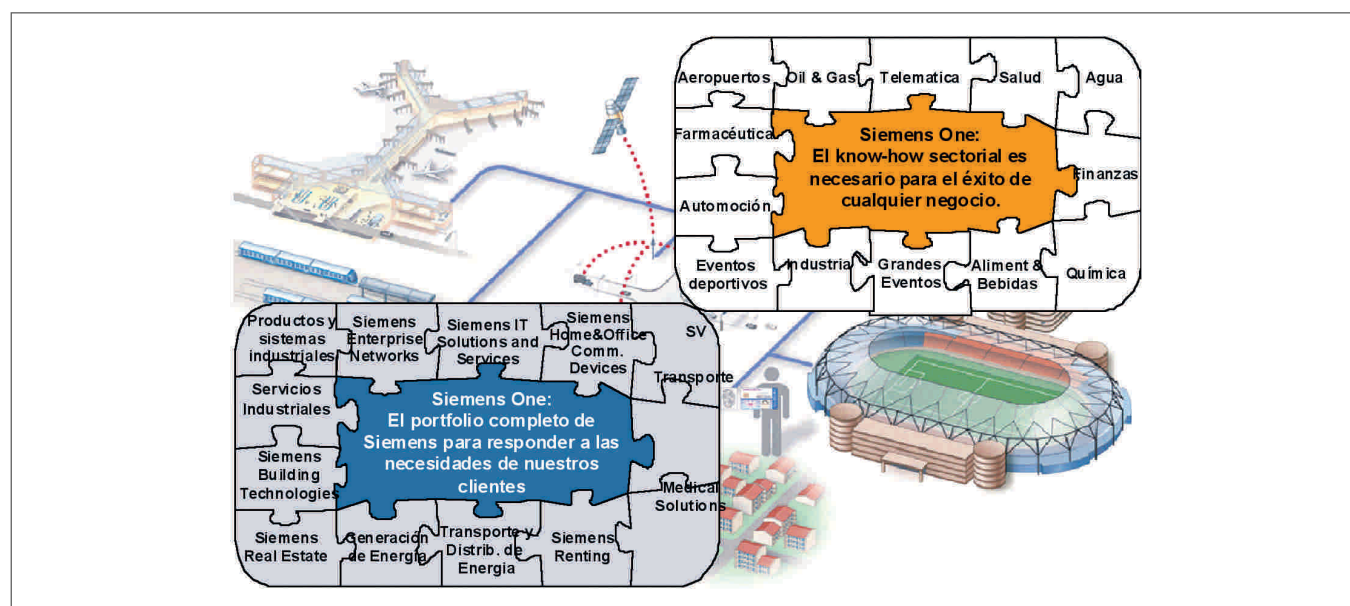 Aeropuertos
Oil & Gas
Telematica
Salud
Agua
Farmacéutica
Siemens One:
El know-how sectorial es
necesario para el éxito de
cualquier negocio.
Finanzas
Automoción
Eventos
deportivos
Industria
Grandes
Eventos
Aliment &
Bebidas
Química
Productos y
sistemas
industriales
Siemens
Enterprise
Networks
Siemens IT
Solutions and
Services
Siemens
Home&Office
Comm.
Devices
SV
Transporte
Servicios
Industriales
Siemens One:
El portfolio completo de
Siemens para responder a las
necesidades de nuestros
clientes
Siemens
Building
Technologies
Medical
Solutions
Siemens
Real Estate
Generación
de Energía
Transporte y
Distrib. de
Energia
Siemens
Renting